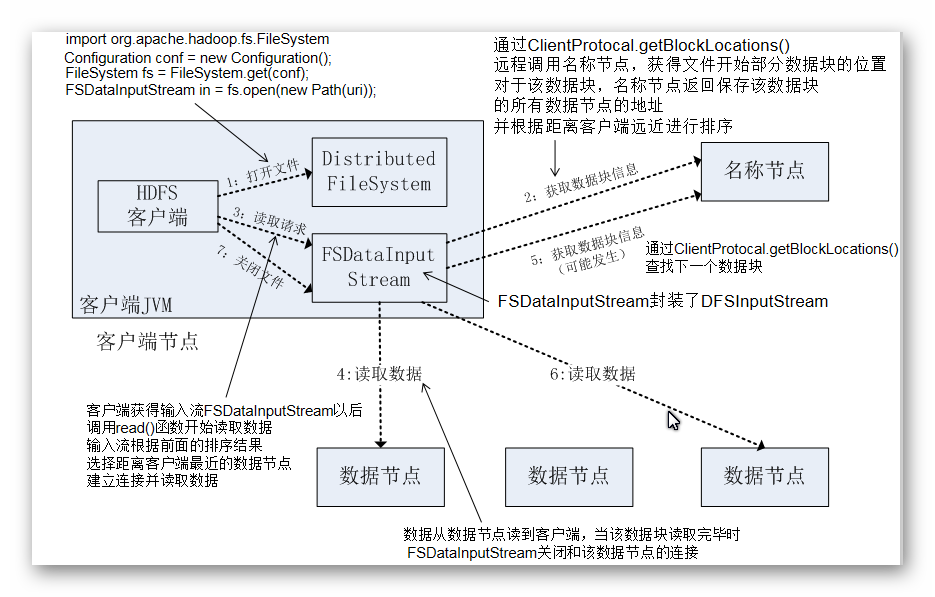 import org.apache.hadoop.fs.FileSystem
Configuration conf = new Configuration();
FileSystem fs = FileSystem.get(conf);
FSDataInputStream in = fs.open(new Path(uri));
通过ClientProtocal.getBlockLocations()
远程调用名称节点，获得文件开始部分数据块的位置
对于该数据块，名称节点返回保存该数据块
的所有数据节点的地址
并根据距离客户端远近进行排序
HDFS
客户端
1：打开文件
Distributed
FileSystem
3：读取请求
7：关闭文件
FSDataInput
Stream
客户端JVM
客户端节点
2：获取数据块信息
名称节点
5：获取数据块信息
（可能发生）
通过ClientProtocal.getBlockLocations()
查找下一个数据块
FSDataInputStream封装了DFSInputStream
4:读取数据
6:读取数据
客户端获得输入流FSDataInputStream以后
调用read()函数开始读取数据
输入流根据前面的排序结果
选择距离客户端最近的数据节点
建立连接并读取数据
数据节点
数据节点
数据节点
数据从数据节点读到客户端，当该数据块读取完毕时
FSDataInputStream关闭和该数据节点的连接